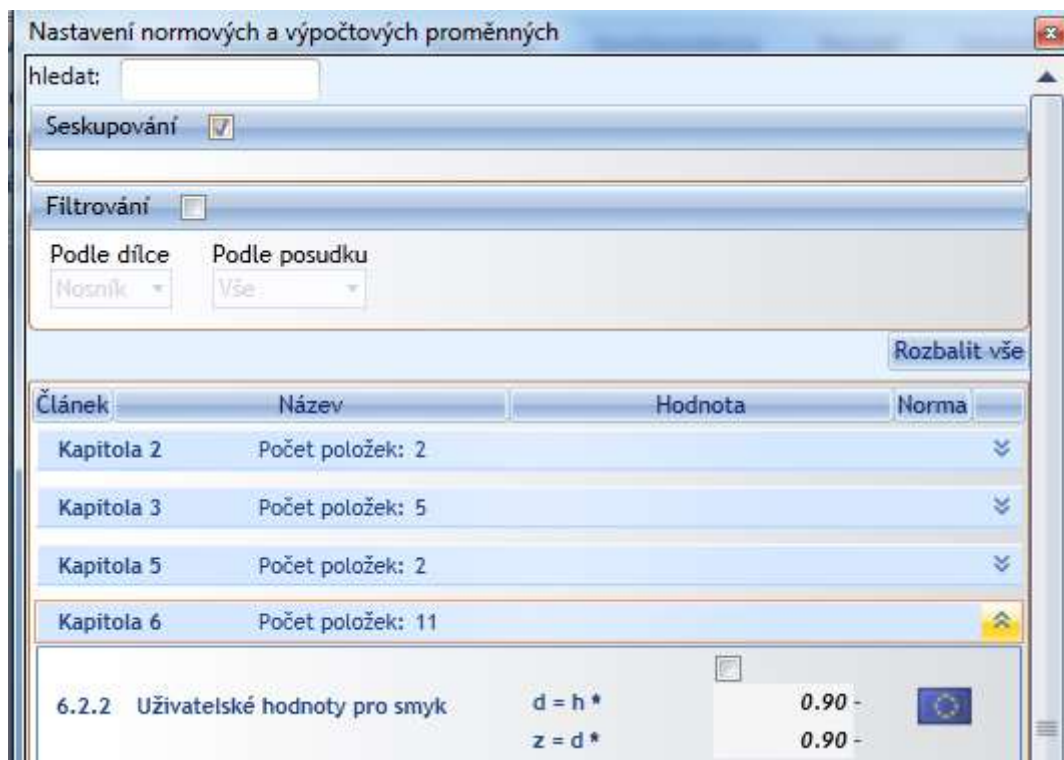 Nastavení normových a výpočtových proměnných
hledat:
Seskupování
Filtrování
Podle dílce Podle posudku
Nosník Vše
Rozbalit vše
Článek Název Hodnota Norma
Kapitola 2 Počet položek: 2
Kapitola 3 Počet položek: 5
Kapitola 5 Počet položek: 2
Kapitola 6 Počet položek: 11
6.2.2 Uživatelské hodnoty pro smyk d = h * 0.90 -
z = d * 0.90 -